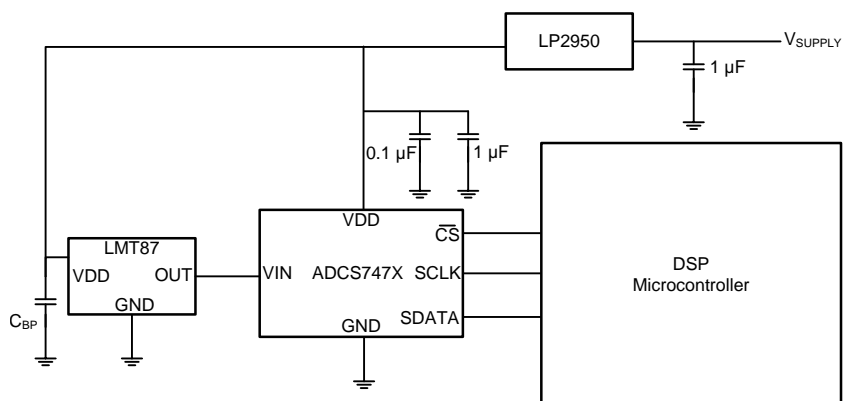 LP2950
VSUPPLY
1 µF
0.1 µF
1 µF
LMT87
VDD
OUT
GND
CBP
VDD
CS
VIN
ADCS747X
SCLK
SDATA
GND
DSP
Microcontroller